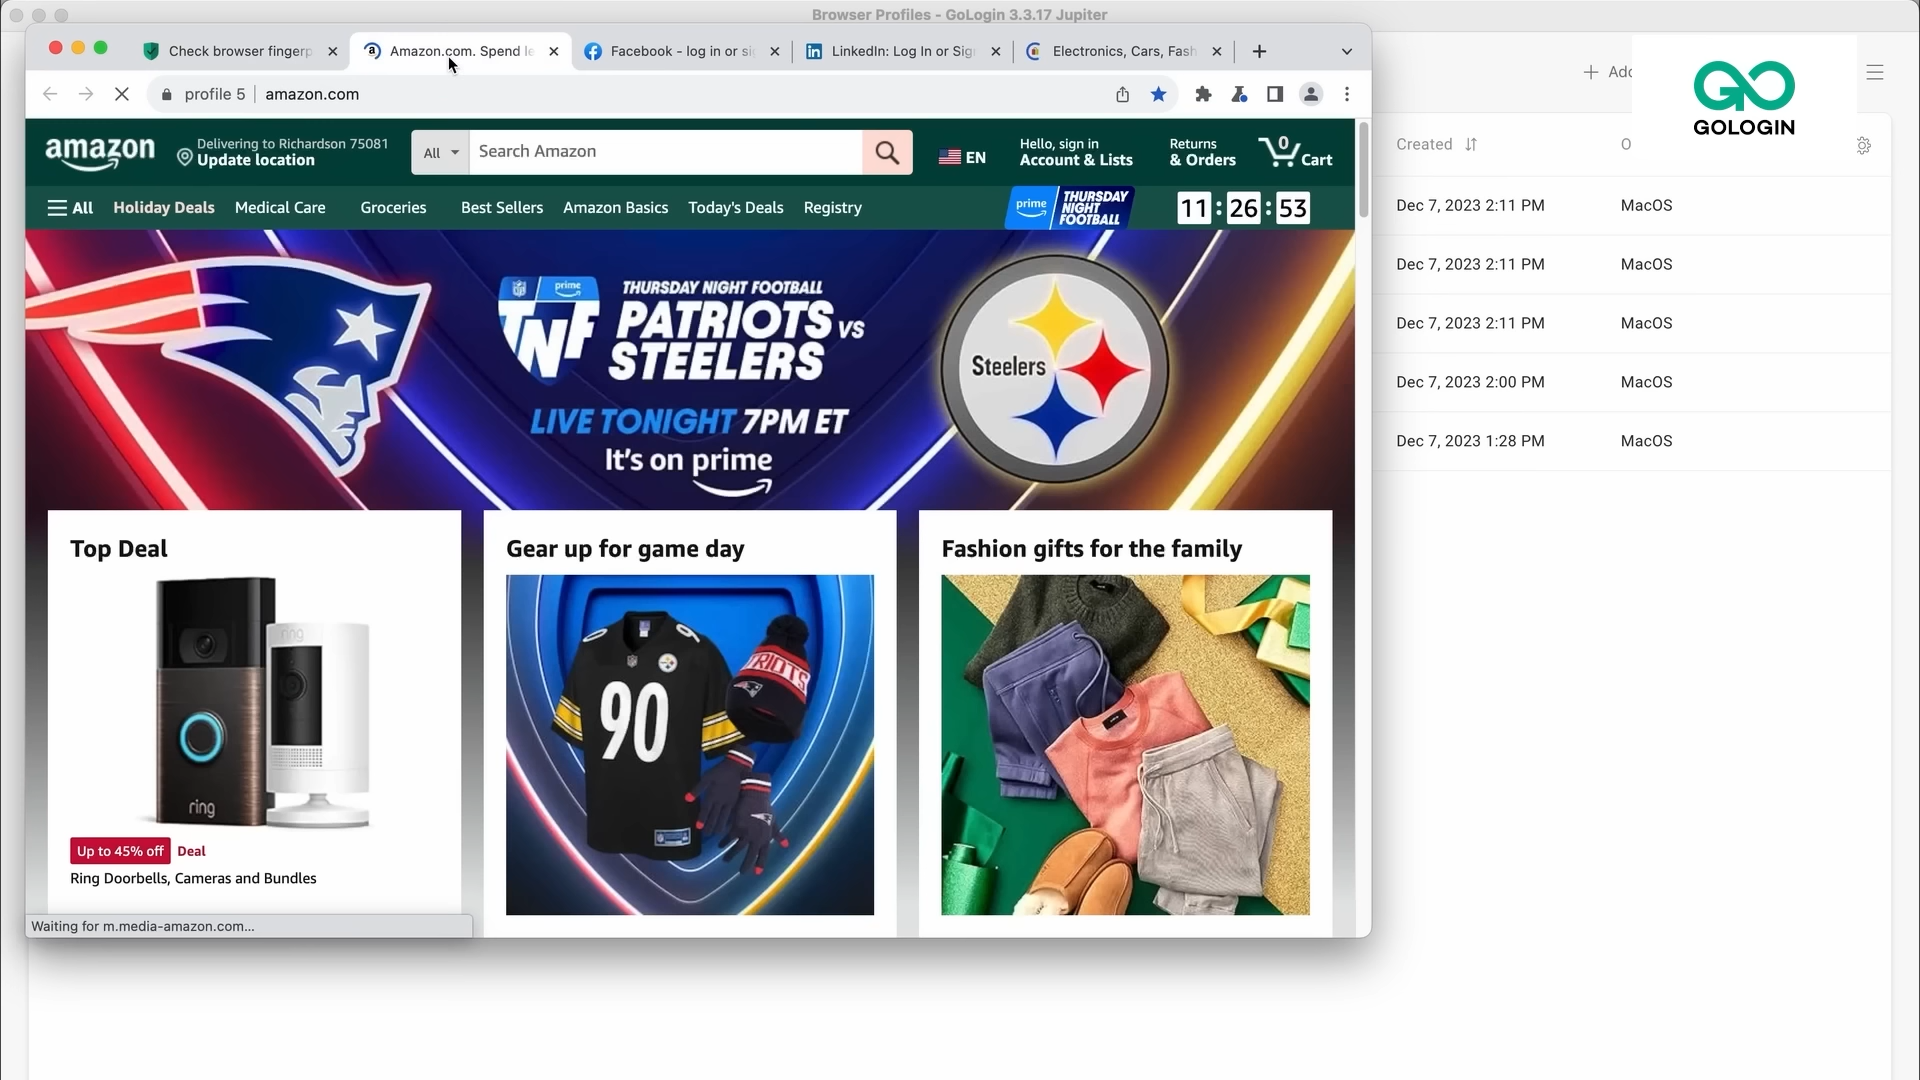 Browser Profiles - GoLogin 3.3.17 Jupiter
Check browser fingerp
Amazon.com. Spend le
Facebook - log in or si
LinkedIn: Log In or Sig
Electronics, Cars, Fash
profile 5
amazon.com
Add
GOLOGIN
amazon
Delivering to Richardson 75081
Update location
All
Search Amazon
EN
Hello, sign in
Account & Lists
Returns
& Orders
0
Cart
All
Holiday Deals
Medical Care
Groceries
Best Sellers
Amazon Basics
Today's Deals
Registry
prime
THURSDAY
NIGHT
FOOTBALL
11 : 26 : 53
Created
O
Dec 7, 2023 2:11 PM
MacOS
Dec 7, 2023 2:11 PM
MacOS
Dec 7, 2023 2:11 PM
MacOS
Dec 7, 2023 2:00 PM
MacOS
Dec 7, 2023 1:28 PM
MacOS
NFL
prime
TNF
THURSDAY NIGHT FOOTBALL
PATRIOTS VS
STEELERS
LIVE TONIGHT 7PM ET
It's on prime
Steelers
Top Deal
ring
ring
Up to 45% off
Deal
Ring Doorbells, Cameras and Bundles
Gear up for game day
90
TRIOTS
Fashion gifts for the family
Waiting for m.media-amazon.com...